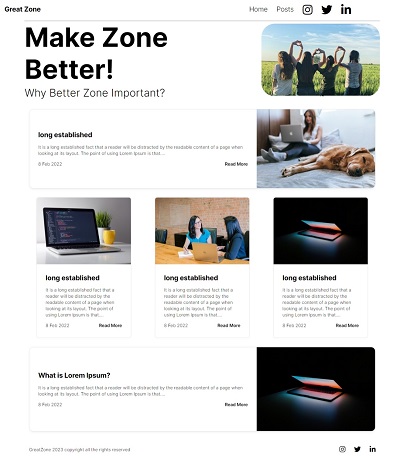 Great Zone
Home Posts
Make Zone
Better!
Why Better Zone Important?
long established
It is a long established fact that a reader will be distracted by the readable content of a page when
looking at its layout. The point of using Lorem Ipsum is that....
8 Feb 2022 Read More
long established
It is a long established fact that a
reader will be distracted by the
readable content of a page when
looking at its layout. The point of
using Lorem Ipsum is that....
8 Feb 2022 Read More
long established
It is a long established fact that a
reader will be distracted by the
readable content of a page when
looking at its layout. The point of
using Lorem Ipsum is that....
8 Feb 2022 Read More
long established
It is a long established fact that a
reader will be distracted by the
readable content of a page when
looking at its layout. The point of
using Lorem Ipsum is that....
8 Feb 2022 Read More
What is Lorem Ipsum?
It is a long established fact that a reader will be distracted by the readable content of a page when
looking at its layout. The point of using Lorem Ipsum is that....
8 Feb 2022 Read More
GreatZone 2023 copyright all the rights reserved